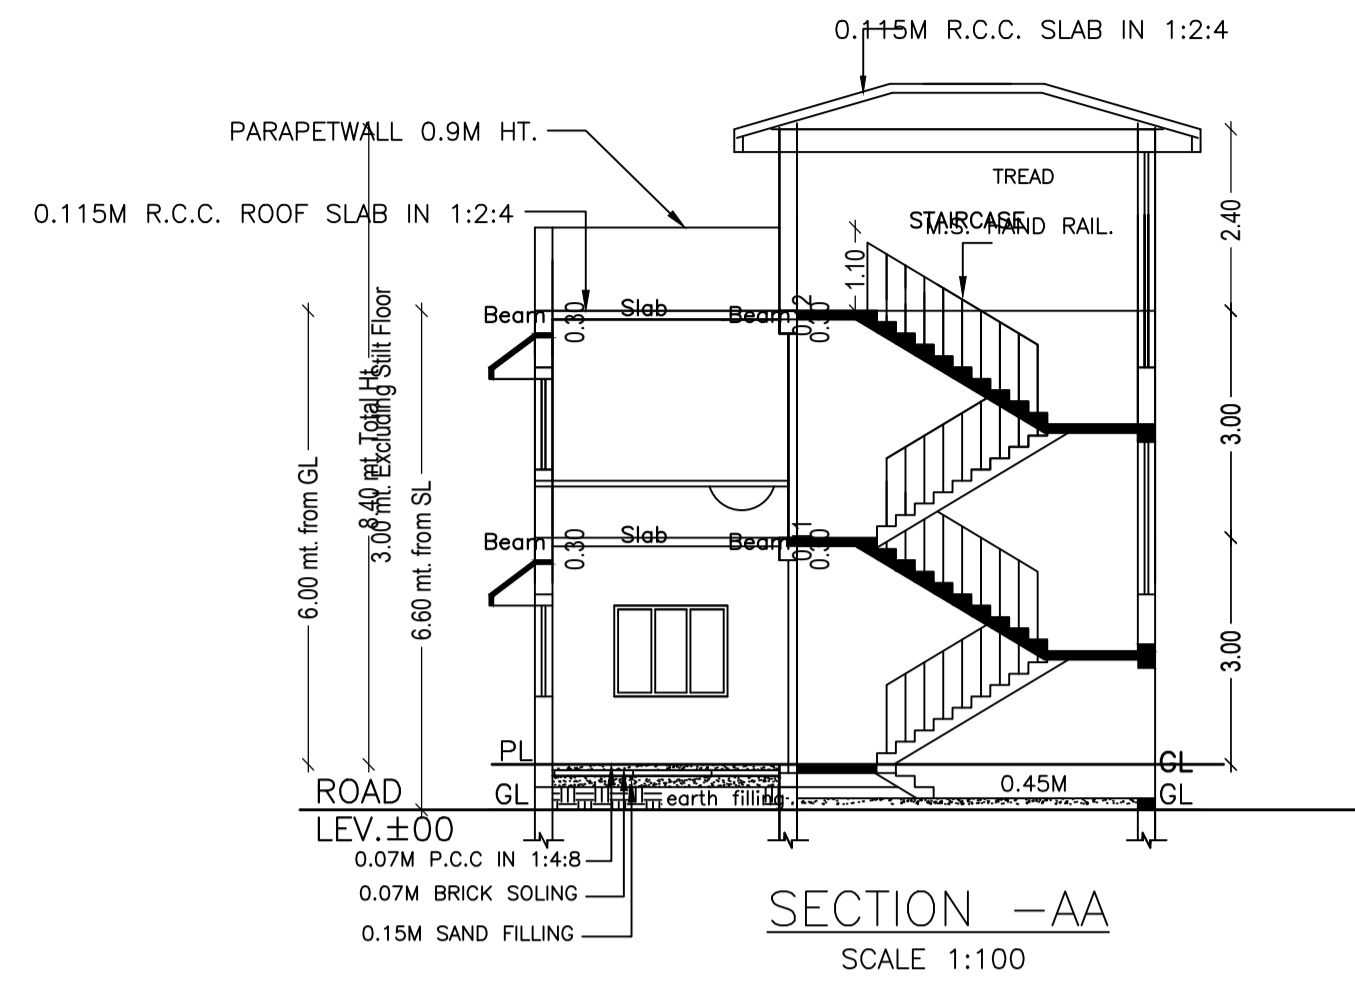 0.115M R.C.C. SLAB IN 1:2:4
PARAPETWALL 0.9M HT.
TREAD
0.115M R.C.C. ROOF SLAB IN 1:2:4
STAIRCASE
M.S. HAND RAIL.
2.40
1.10
Beam
0.30
Slab
Beam
0.30
6.00 mt. from GL
8.40 mt. Total Ht.
3.00 mt. Excluding Stilt Floor
6.60 mt. from SL
3.00
Beam
0.30
Slab
Beam
0.30
3.00
PL
GL
ROAD
GL
earth filling
0.45M
GL
LEV.±00
0.07M P.C.C IN 1:4:8
0.07M BRICK SOLING
0.15M SAND FILLING
SECTION -AA
SCALE 1:100